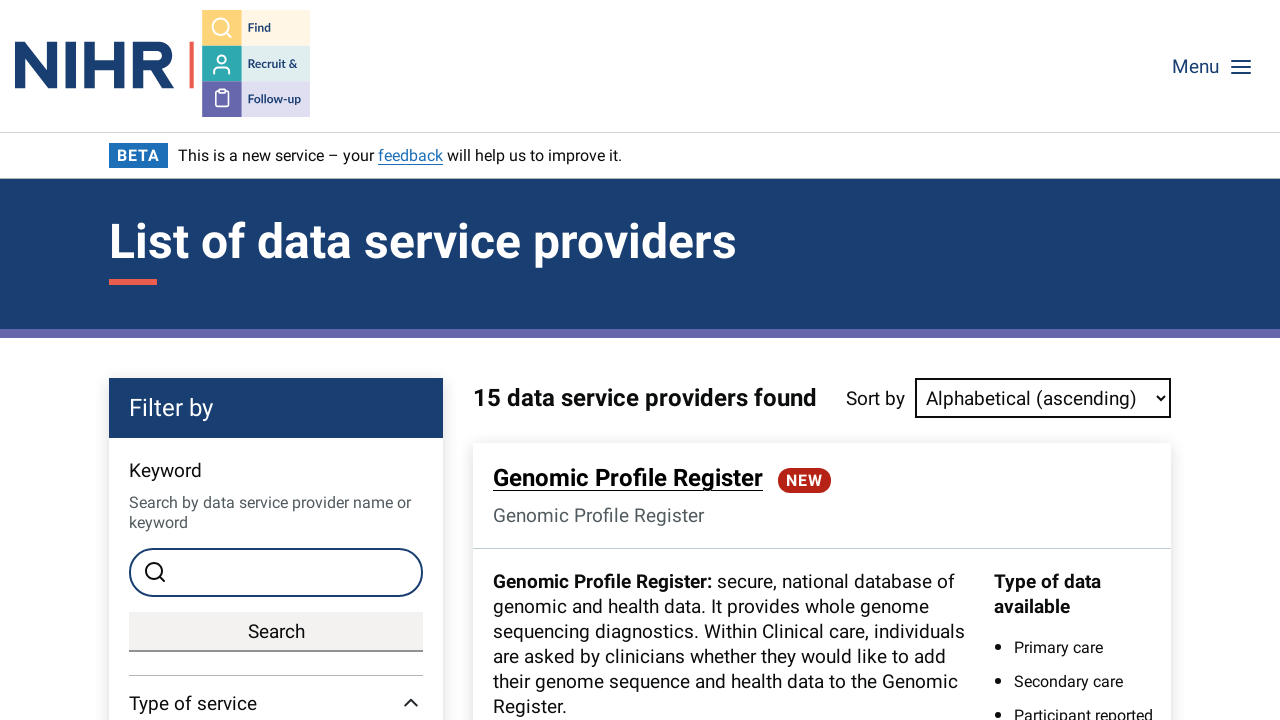 NIHR
Find
Recruit &
Follow-up
Menu
BETA This is a new service – your feedback will help us to improve it.
List of data service providers
Filter by
Keyword
Search by data service provider name or
keyword
Search
Type of service
15 data service providers found
Sort by Alphabetical (ascending)
Genomic Profile Register NEW
Genomic Profile Register
Genomic Profile Register: secure, national database of
genomic and health data. It provides whole genome
sequencing diagnostics. Within Clinical care, individuals
are asked by clinicians whether they would like to add
their genome sequence and health data to the Genomic
Register.
Type of data
available
Primary care
Secondary care
Participant reported